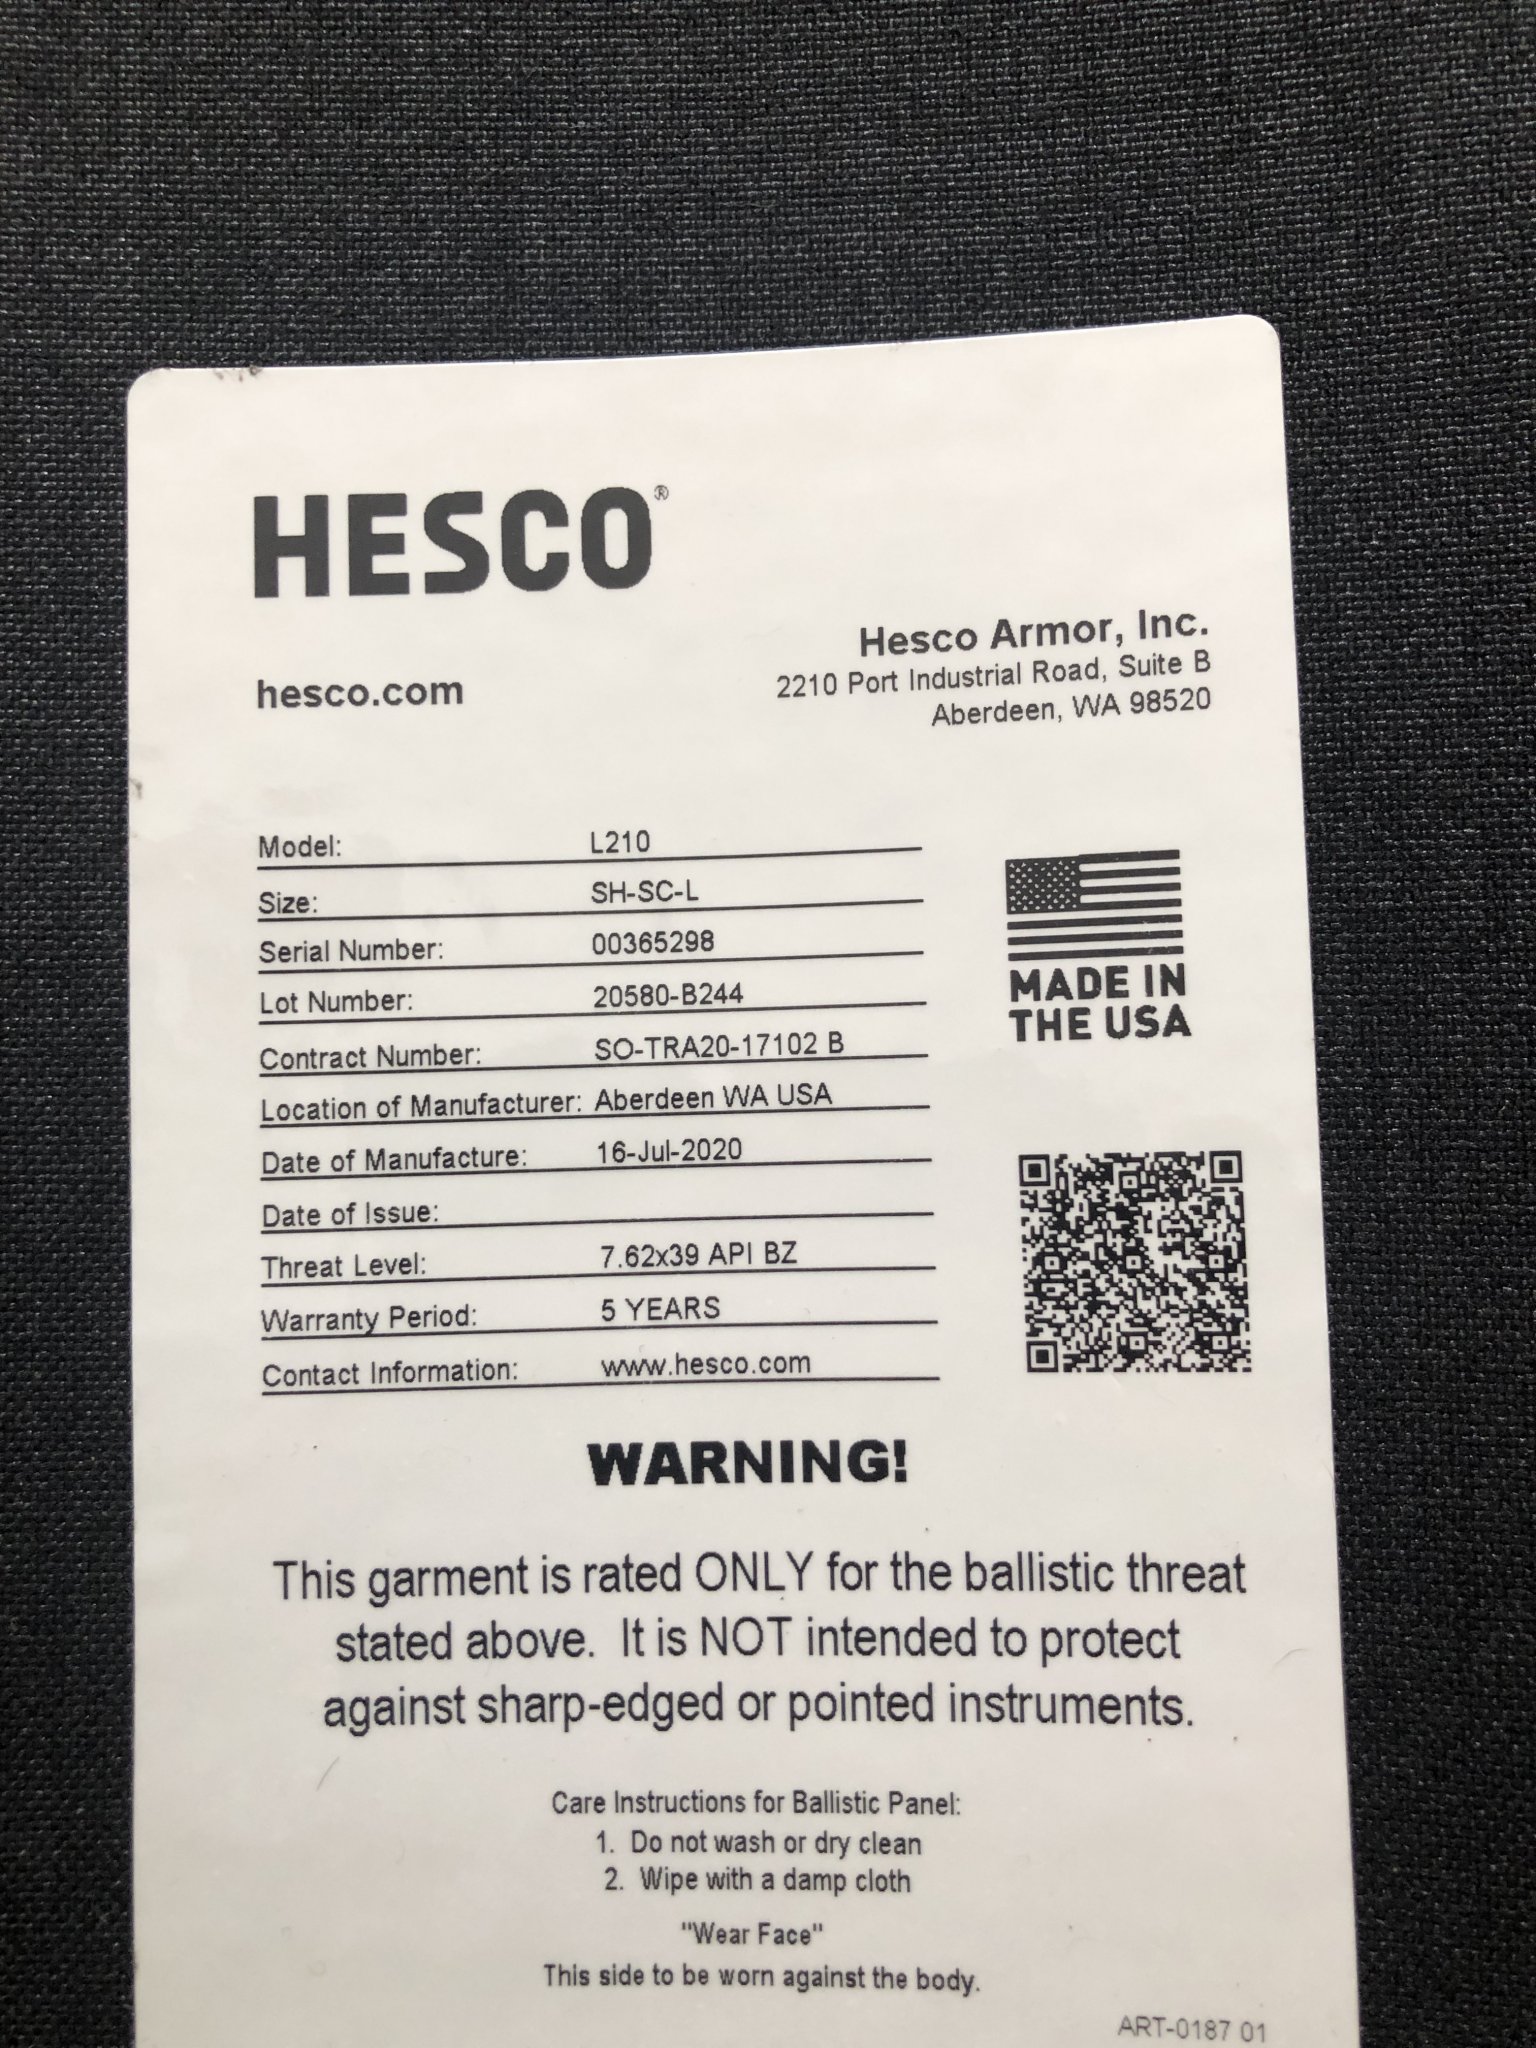 HESCO®
hesco.com
Hesco Armor, Inc.
2210 Port Industrial Road, Suite B
Aberdeen, WA 98520
Model: L210
Size: SH-SC-L
Serial Number: 00365298
Lot Number: 20580-B244
Contract Number: SO-TRA20-17102 B
Location of Manufacturer: Aberdeen WA USA
Date of Manufacture: 16-Jul-2020
Date of Issue:
Threat Level: 7.62x39 API BZ
Warranty Period: 5 YEARS
Contact Information: www.hesco.com
MADE IN
THE USA
WARNING!
This garment is rated ONLY for the ballistic threat
stated above. It is NOT intended to protect
against sharp-edged or pointed instruments.
Care Instructions for Ballistic Panel:
1. Do not wash or dry clean
2. Wipe with a damp cloth
"Wear Face"
This side to be worn against the body.
ART-0187 01